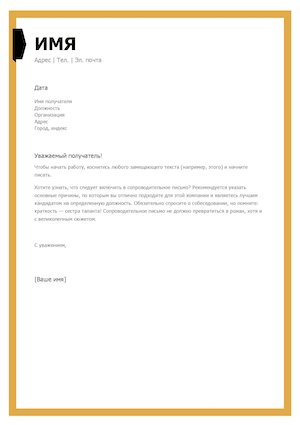 ИМЯ
Адрес | Тел. | Эл. почта
Дата
Имя получателя
Должность
Организация
Адрес
Город, индекс
Уважаемый получатель!
Чтобы начать работу, коснитесь любого замещающего текста (например, этого) и начните
писать.
Хотите узнать, что следует включить в сопроводительное письмо? Рекомендуется указать
основные причины, по которым вы отлично подходите для этой компании и являетесь лучшим
кандидатом на определенную должность. Обязательно спросите о собеседовании, но помните:
краткость — сестра таланта! Сопроводительное письмо не должно превратиться в роман, хотя и
с великолепным сюжетом.
С уважением,
[Ваше имя]